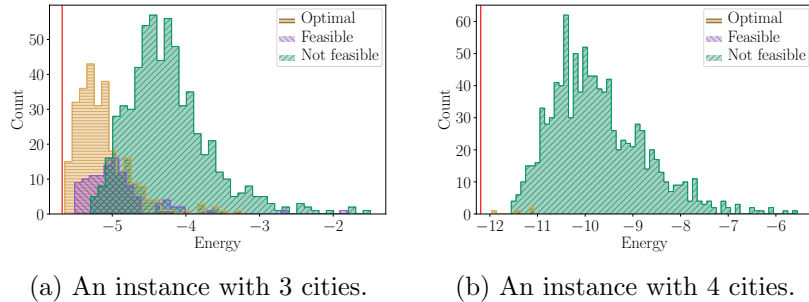 Optimal
Feasible
Not feasible
Count
50
40
30
20
10
0
−5
−4
−3
−2
Energy
(a) An instance with 3 cities.
Optimal
Feasible
Not feasible
Count
60
50
40
30
20
10
0
−12
−11
−10
−9
−8
−7
−6
Energy
(b) An instance with 4 cities.